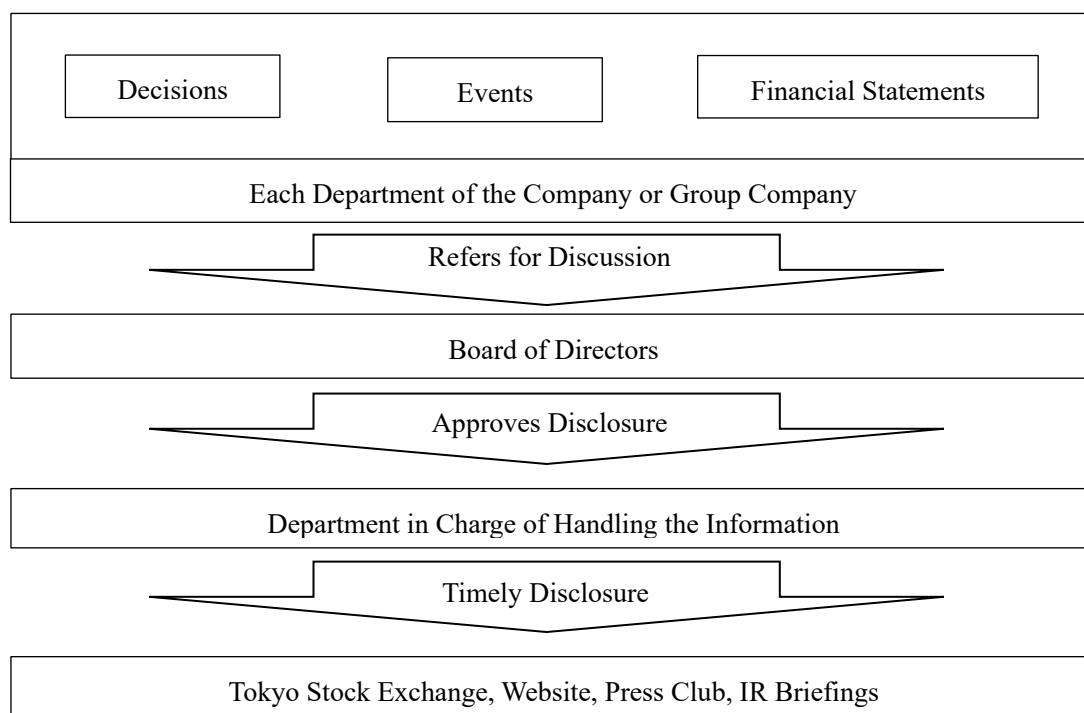 Decisions
Events
Financial Statements
Each Department of the Company or Group Company
Refers for Discussion
Board of Directors
Approves Disclosure
Department in Charge of Handling the Information
Timely Disclosure
Tokyo Stock Exchange, Website, Press Club, IR Briefings